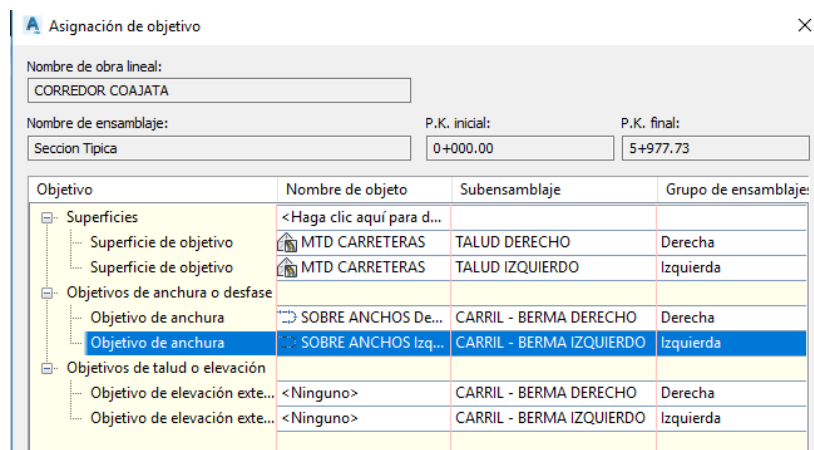 Asignación de objetivo
Nombre de obra lineal:
CORREDOR COAJATA
Nombre de ensamblaje: P.K. inicial: P.K. final:
Seccion Tipica 0+000.00 5+977.73
Objetivo Nombre de objeto Subensamblaje Grupo de ensamblajes
Superficies <Haga clic aquí para d...
Superficie de objetivo MTD CARRETERAS TALUD DERECHO Derecha
Superficie de objetivo MTD CARRETERAS TALUD IZQUIERDO Izquierda
Objetivos de anchura o desfase
Objetivo de anchura SOBRE ANCHOS De... CARRIL - BERMA DERECHO Derecha
Objetivo de anchura SOBRE ANCHOS Izq... CARRIL - BERMA IZQUIERDO Izquierda
Objetivos de talud o elevación
Objetivo de elevación exte... <Ninguno> CARRIL - BERMA DERECHO Derecha
Objetivo de elevación exte... <Ninguno> CARRIL - BERMA IZQUIERDO Izquierda